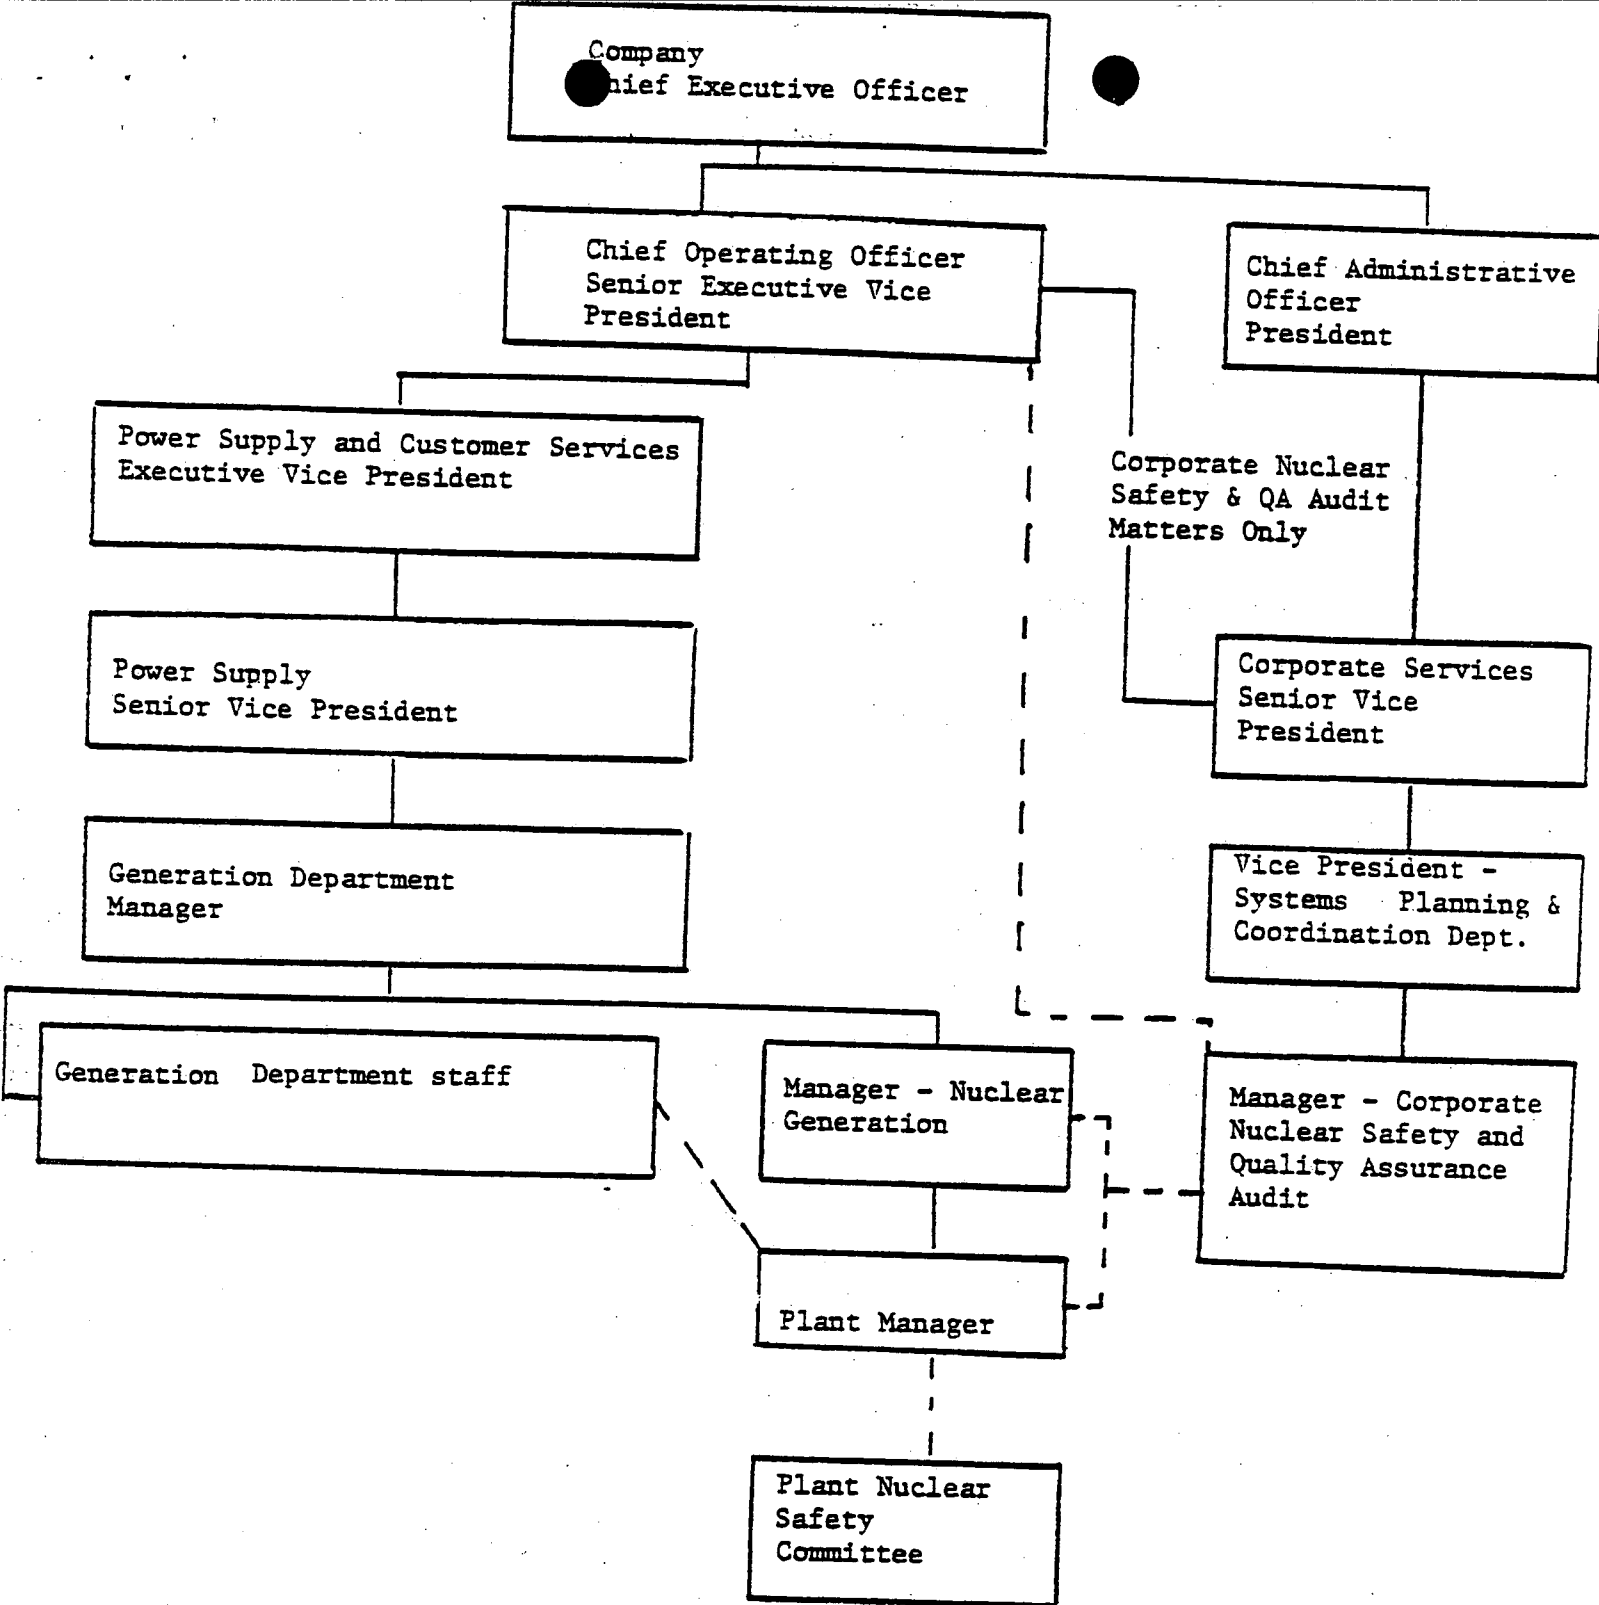 Company
Chief Executive Officer
Chief Operating Officer
Senior Executive Vice
President
Chief Administrative
Officer
President
Power Supply and Customer Services
Executive Vice President
Corporate Nuclear
Safety & QA Audit
Matters Only
Power Supply
Senior Vice President
Corporate Services
Senior Vice
President
Generation Department
Manager
Vice President -
Systems Planning &
Coordination Dept.
Generation Department staff
Manager - Nuclear
Generation
Manager - Corporate
Nuclear Safety and
Quality Assurance
Audit
Plant Manager
Plant Nuclear
Safety
Committee